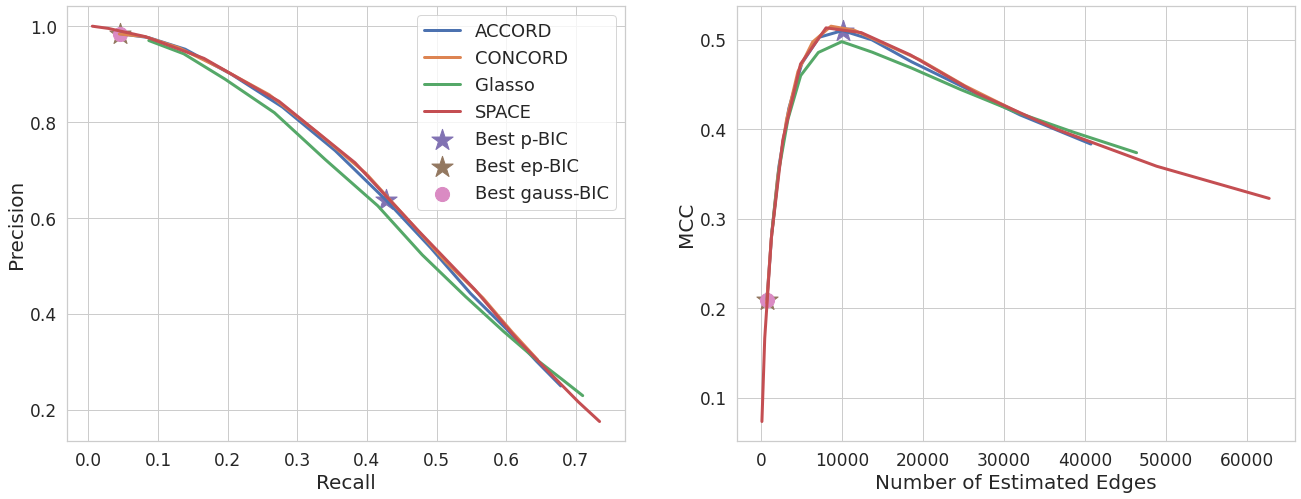 1.0
0.8
0.6
0.4
0.2
Precision
0.0 0.1 0.2 0.3 0.4 0.5 0.6 0.7
Recall
ACCORD
CONCORD
Glasso
SPACE
Best p-BIC
Best ep-BIC
Best gauss-BIC
0.5
0.4
0.3
0.2
0.1
MCC
0 10000 20000 30000 40000 50000 60000
Number of Estimated Edges